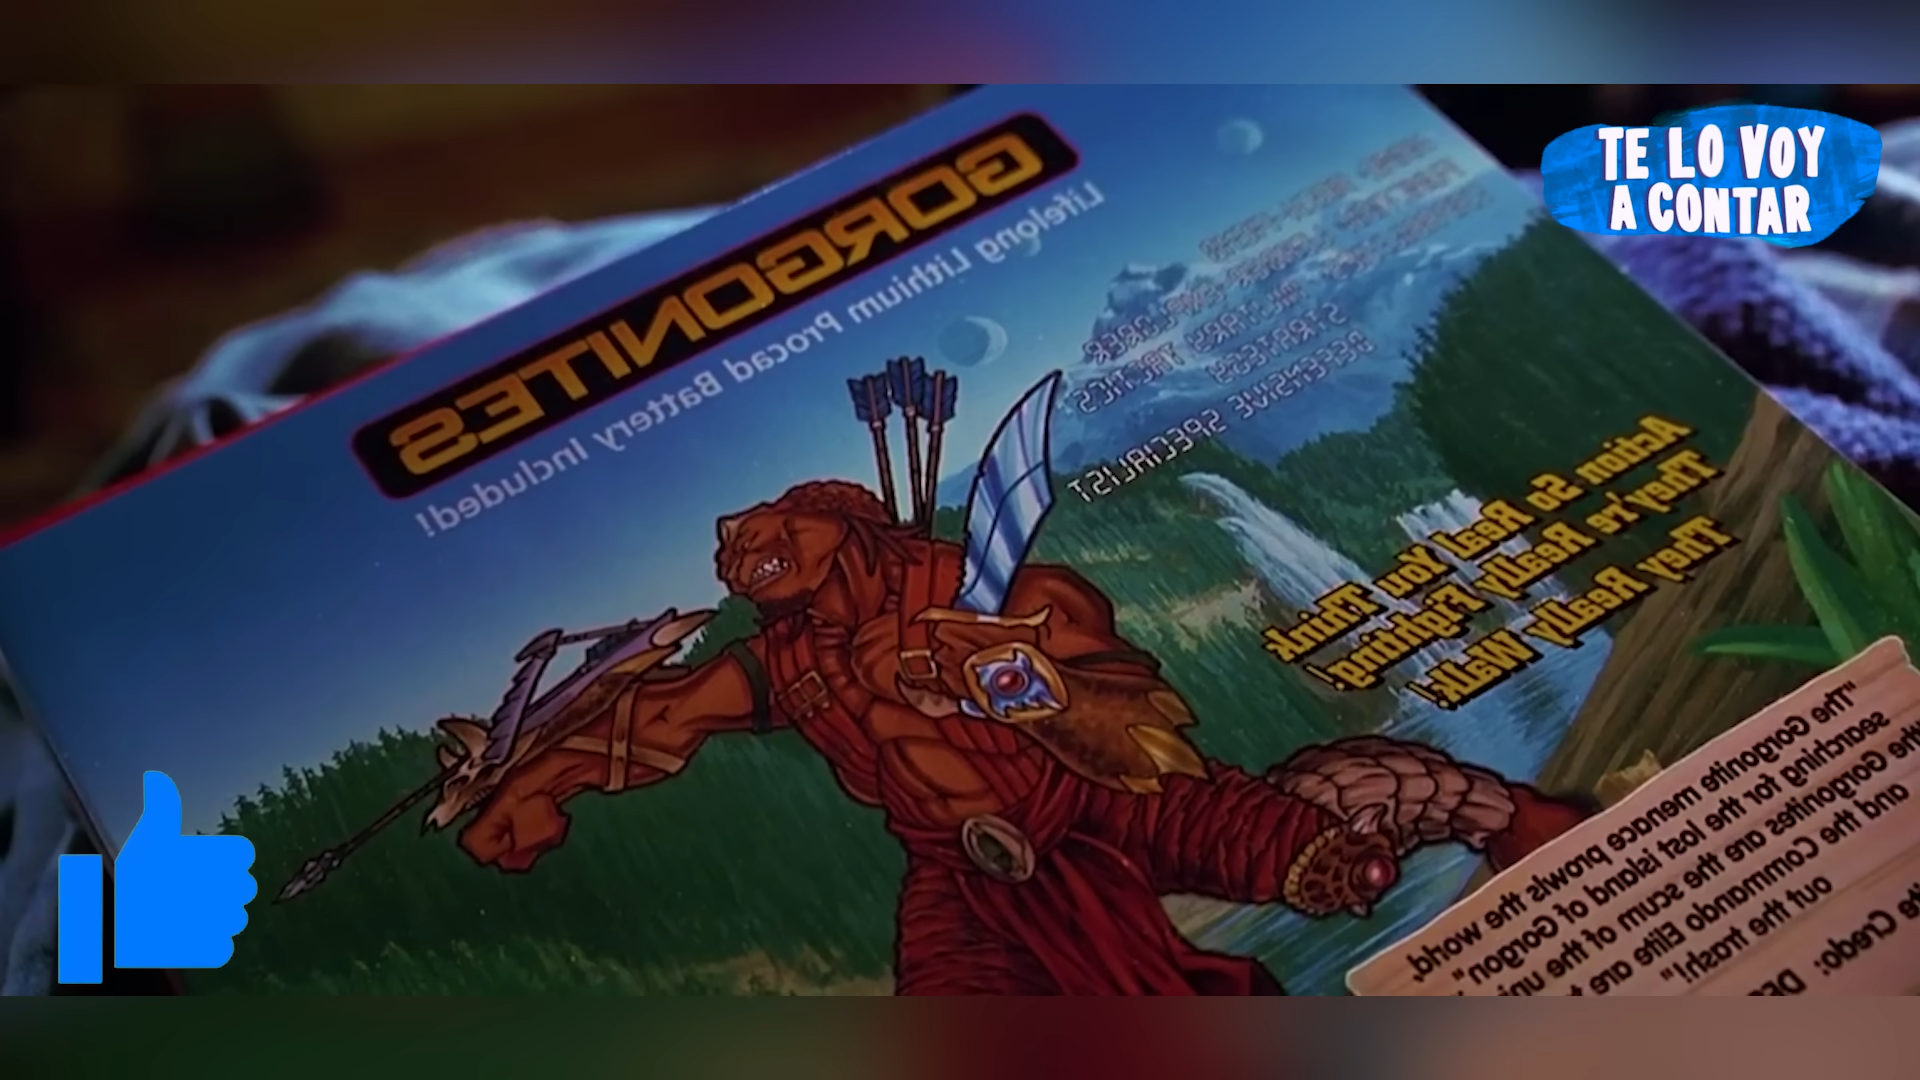 TE LO VOY
A CONTAR
GORGONITES
Lifelong Lithium Procad Battery Included!
STRATEGY
DEFENSIVE SPECIALIST
Action So Real You Think
They're Really Fighting!
They Really Walk!
"The Gorgonite menace prowls the world,
searching for the lost island of Gorgon"
Gorgonites are the scum of the
and the Commando Elite are
out the trash!"
Credo: